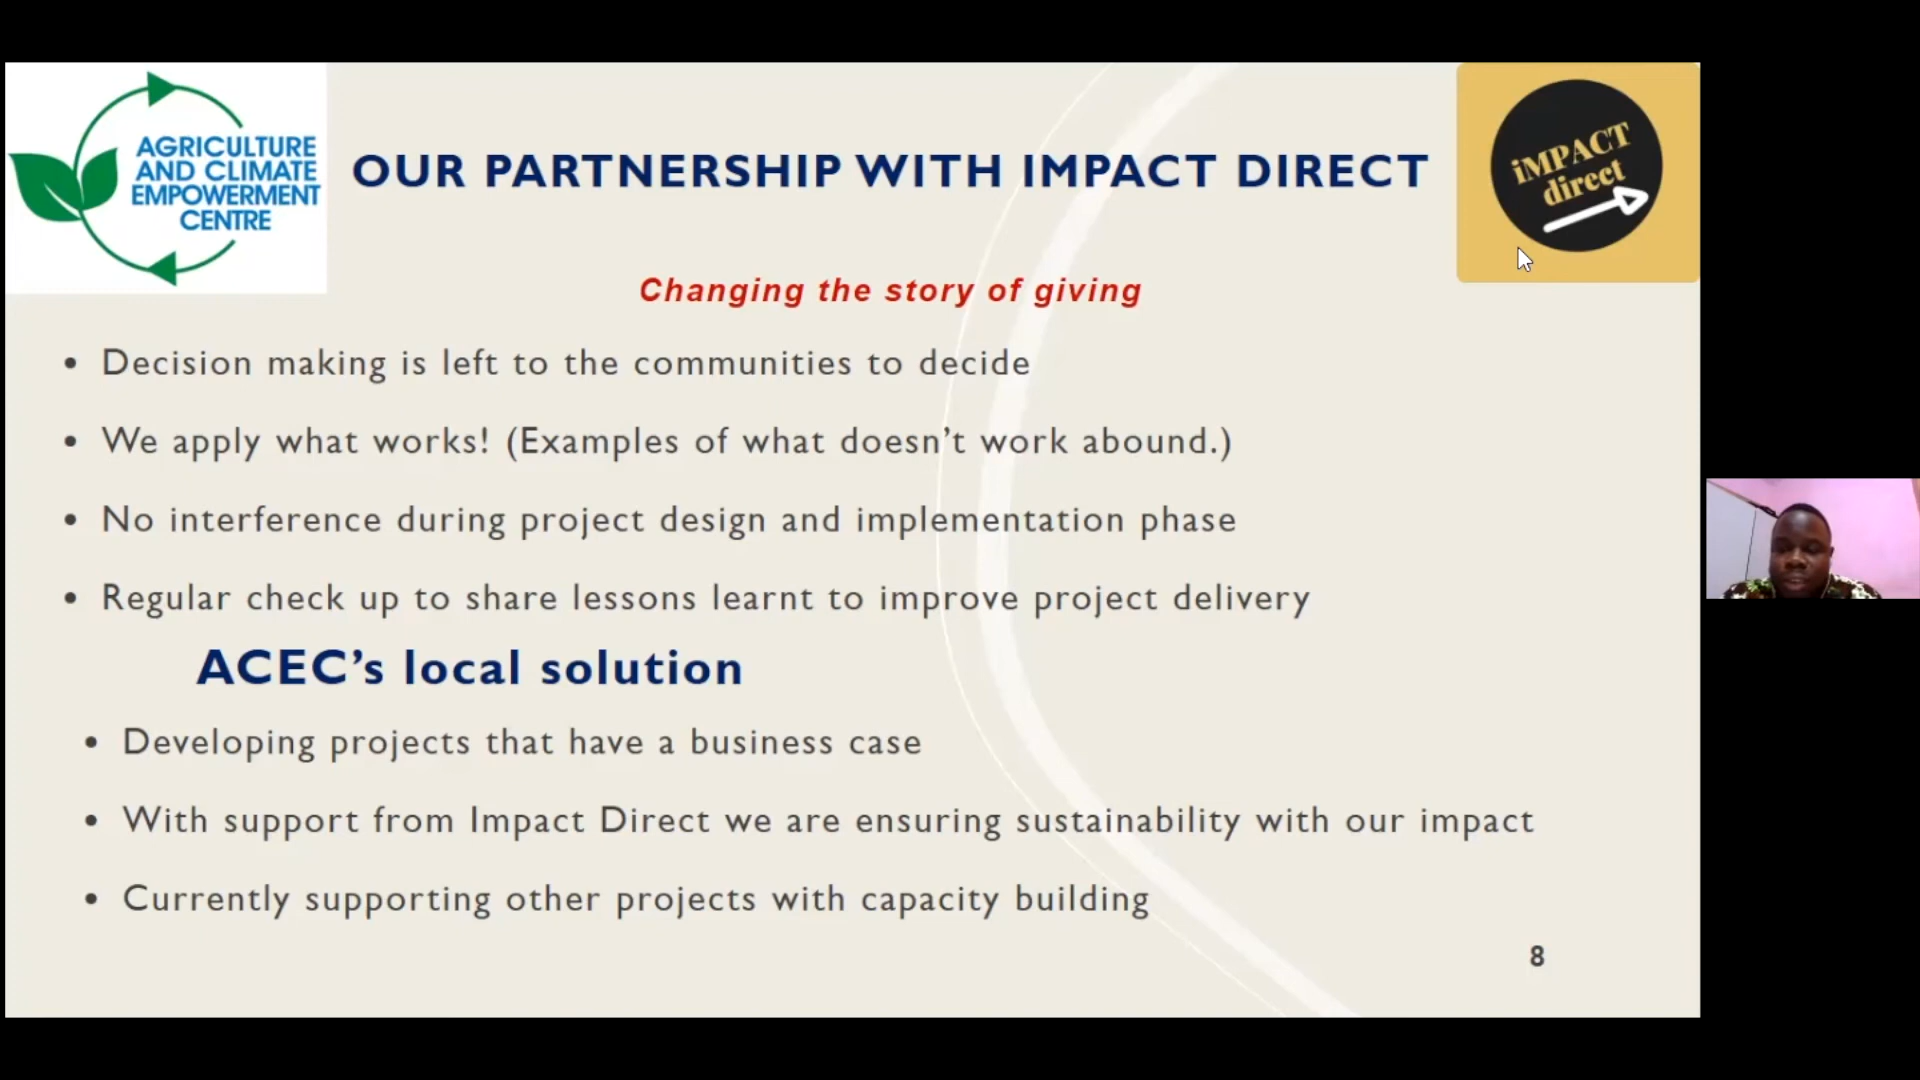 AGRICULTURE
AND CLIMATE
EMPOWERMENT
CENTRE
OUR PARTNERSHIP WITH IMPACT DIRECT
iMPACT
direct
Changing the story of giving
• Decision making is left to the communities to decide
• We apply what works! (Examples of what doesn’t work abound.)
• No interference during project design and implementation phase
• Regular check up to share lessons learnt to improve project delivery
ACEC’s local solution
• Developing projects that have a business case
• With support from Impact Direct we are ensuring sustainability with our impact
• Currently supporting other projects with capacity building
8